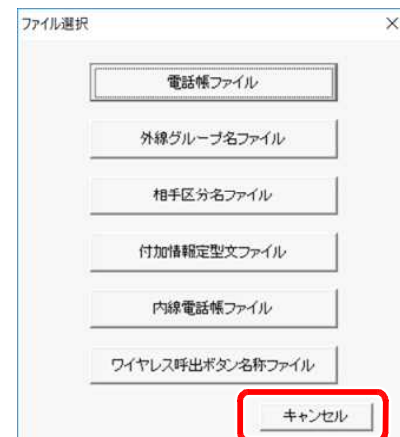 ファイル選択
電話帳ファイル
外線グループ名ファイル
相手区分名ファイル
付加情報定型文ファイル
内線電話帳ファイル
ワイヤレス呼出ボタン名称ファイル
キャンセル